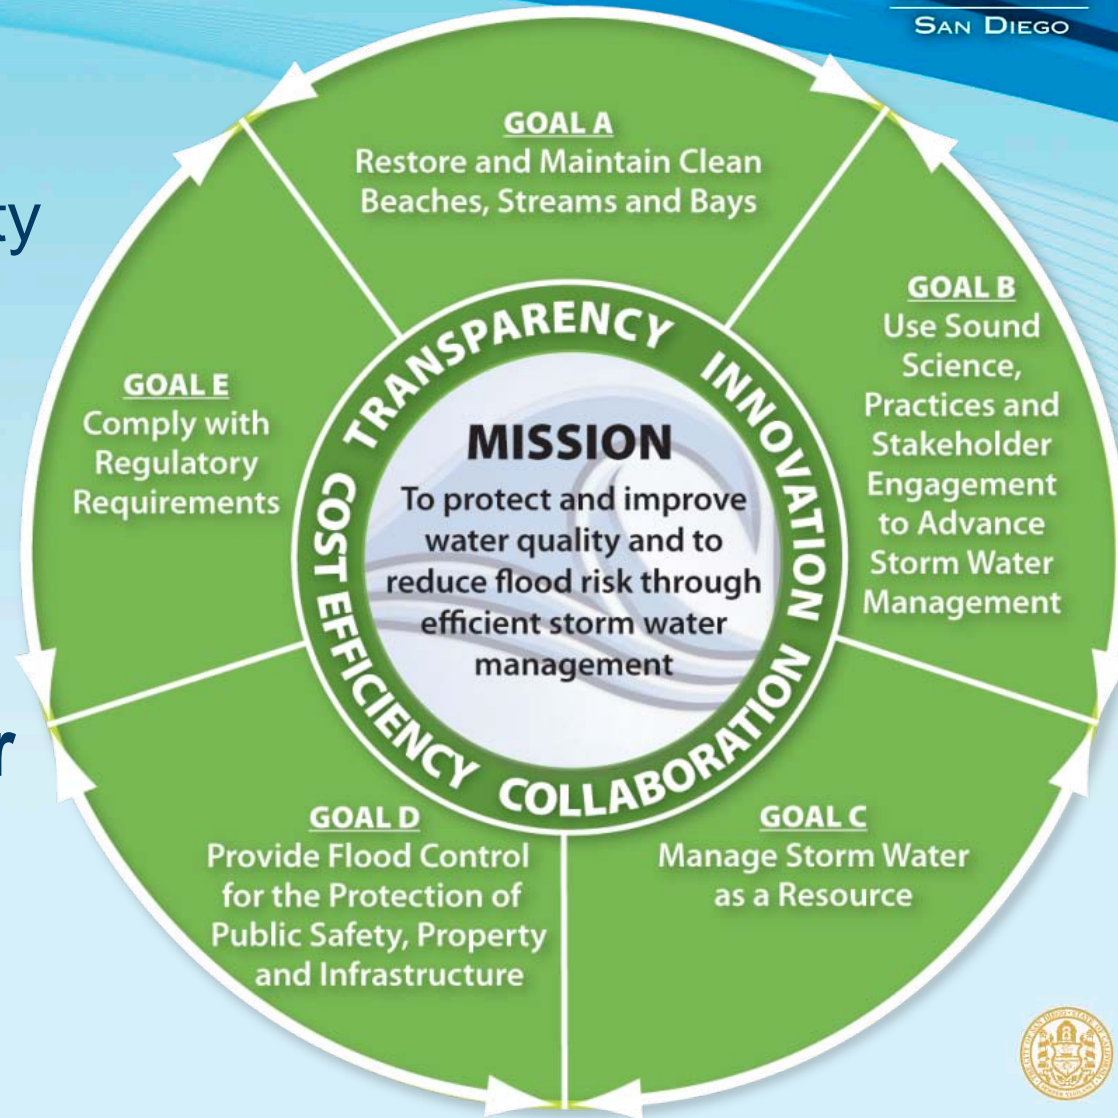 SAN DIEGO
ty
r
GOAL A
Restore and Maintain Clean
Beaches, Streams and Bays
GOAL B
Use Sound
Science,
Practices and
Stakeholder
Engagement
to Advance
Storm Water
Management
GOAL C
Manage Storm Water
as a Resource
GOAL D
Provide Flood Control
for the Protection of
Public Safety, Property
and Infrastructure
GOAL E
Comply with
Regulatory
Requirements
TRANSPARENCY
INNOVATION
COLLABORATION
COST EFFICIENCY
MISSION
To protect and improve
water quality and to
reduce flood risk through
efficient storm water
management